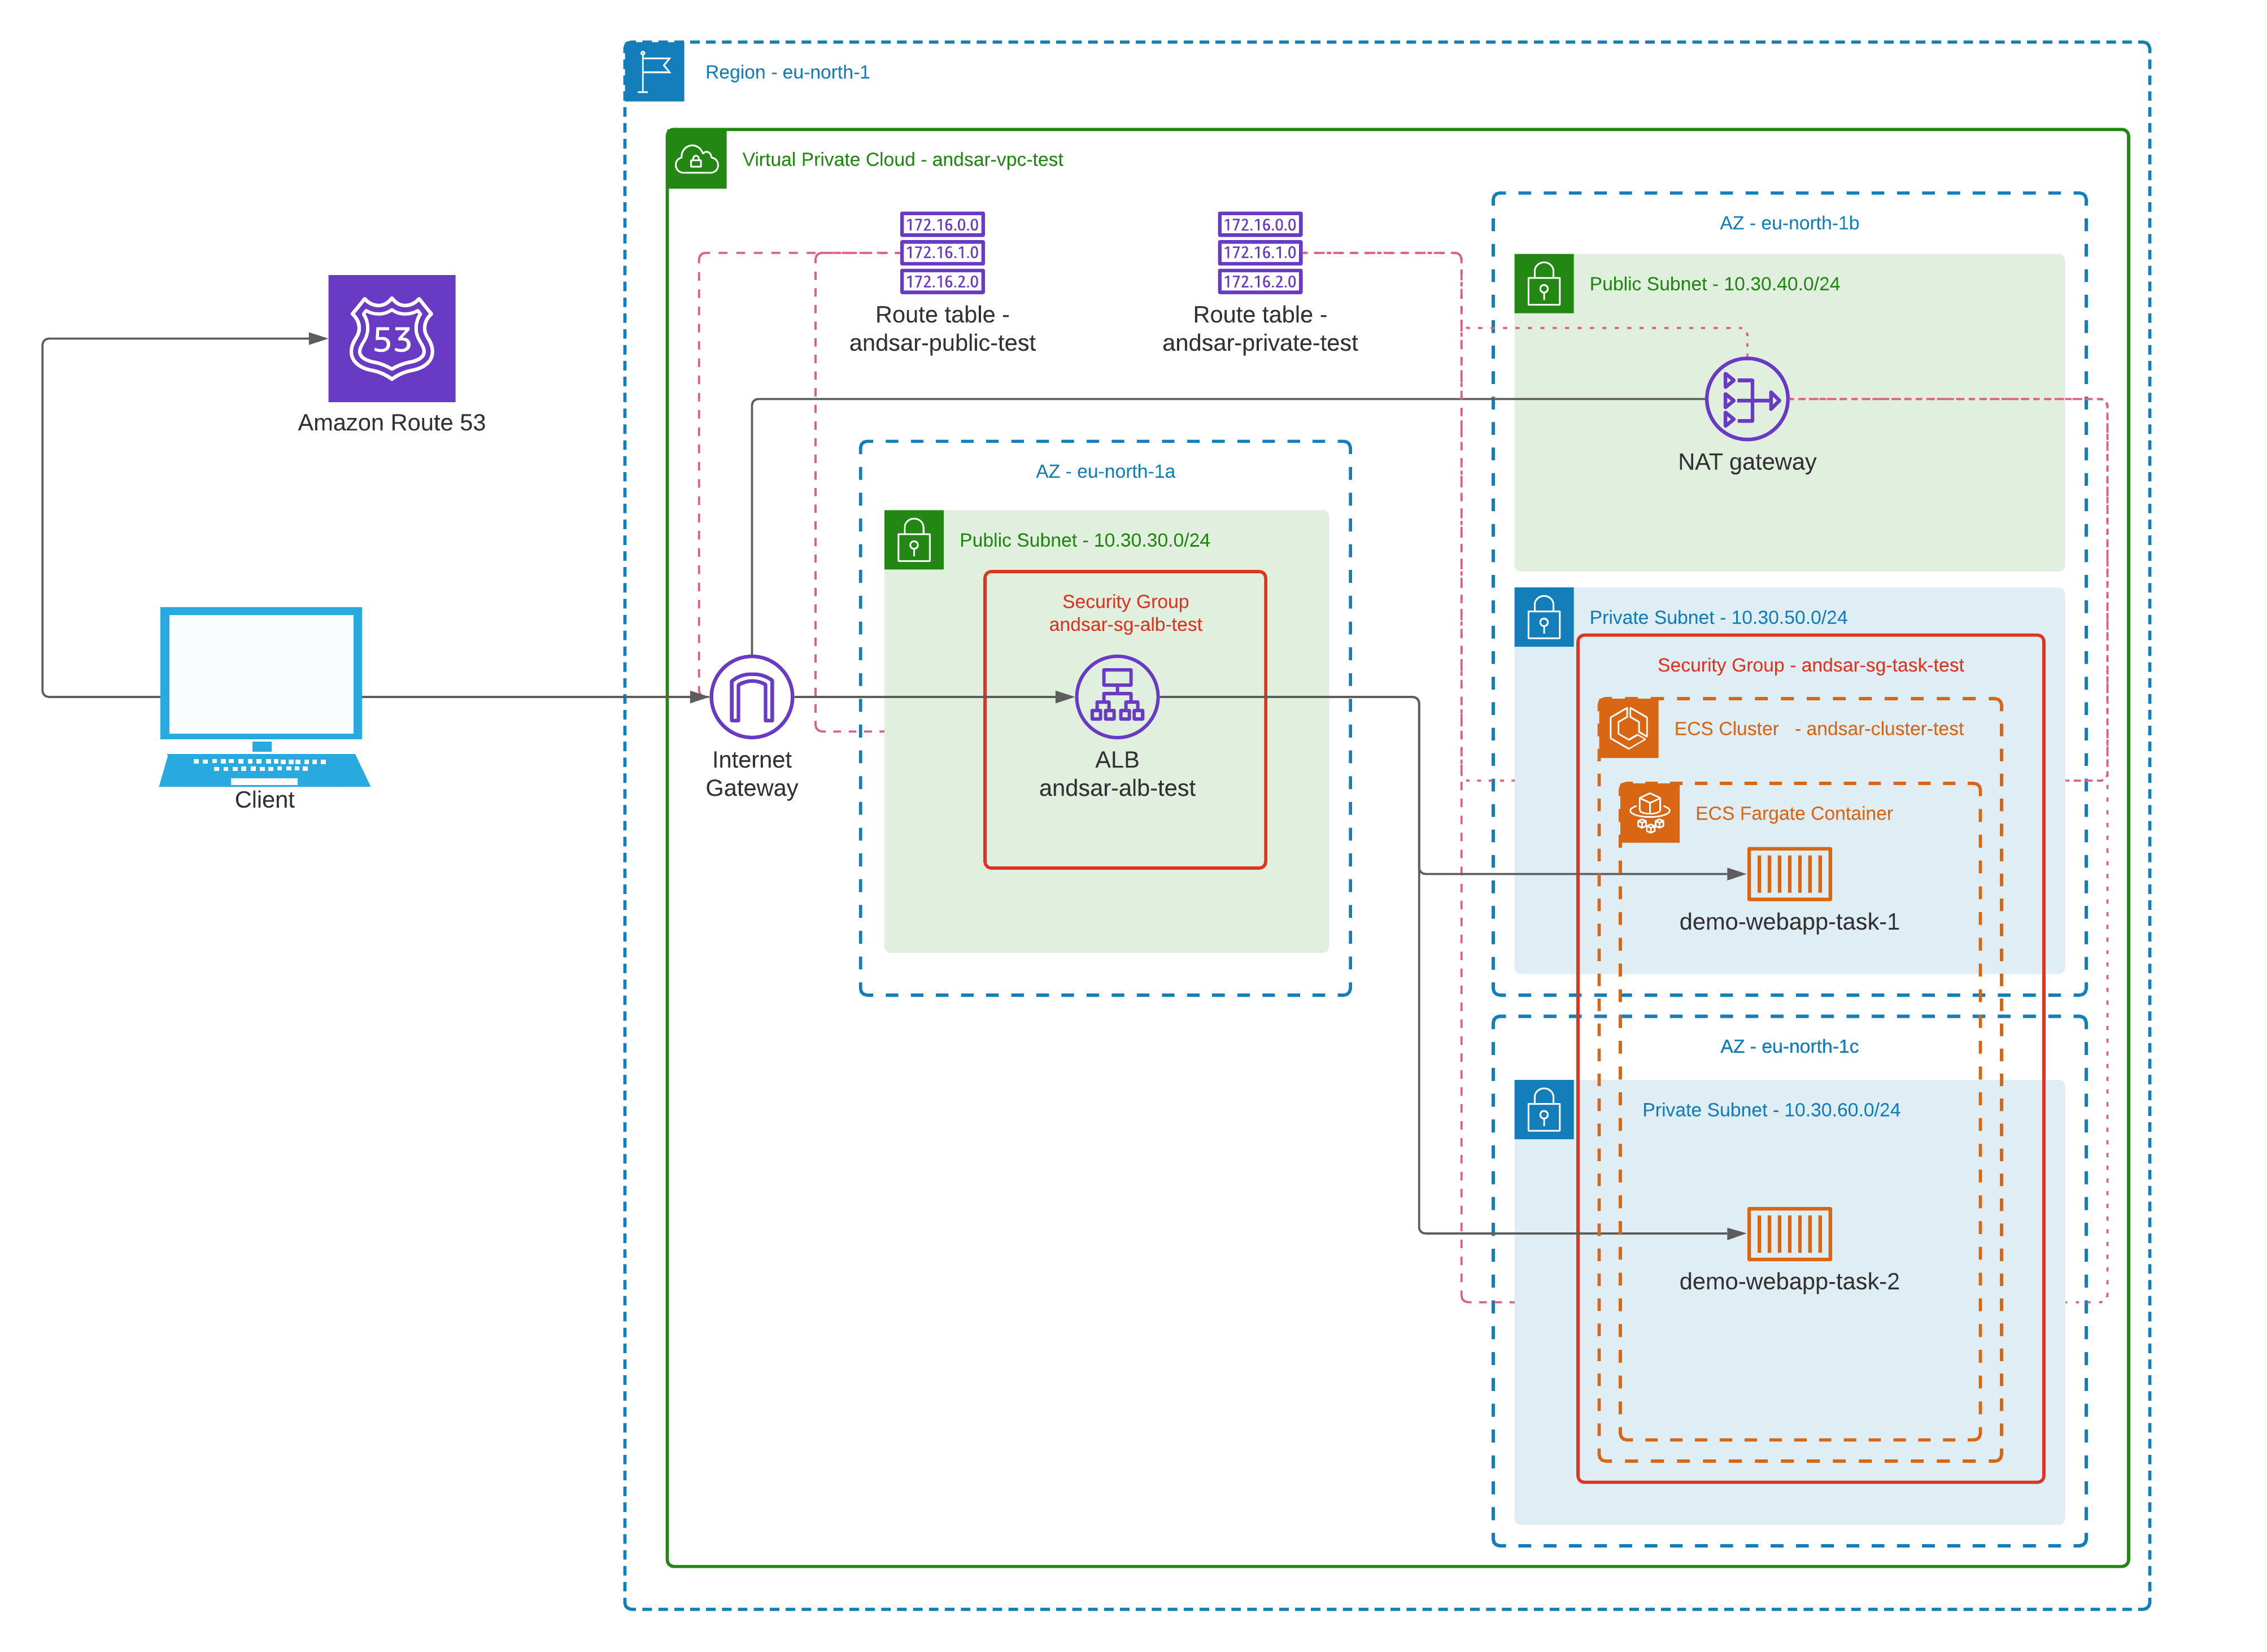 Region - eu-north-1
Virtual Private Cloud - andsar-vpc-test
172.16.0.0
172.16.1.0
172.16.2.0
Route table -
andsar-public-test
172.16.0.0
172.16.1.0
172.16.2.0
Route table -
andsar-private-test
AZ - eu-north-1b
Public Subnet - 10.30.40.0/24
NAT gateway
53
Amazon Route 53
AZ - eu-north-1a
Public Subnet - 10.30.30.0/24
Security Group
andsar-sg-alb-test
Client
Internet
Gateway
ALB
andsar-alb-test
Private Subnet - 10.30.50.0/24
Security Group - andsar-sg-task-test
ECS Cluster - andsar-cluster-test
ECS Fargate Container
demo-webapp-task-1
AZ - eu-north-1c
Private Subnet - 10.30.60.0/24
demo-webapp-task-2